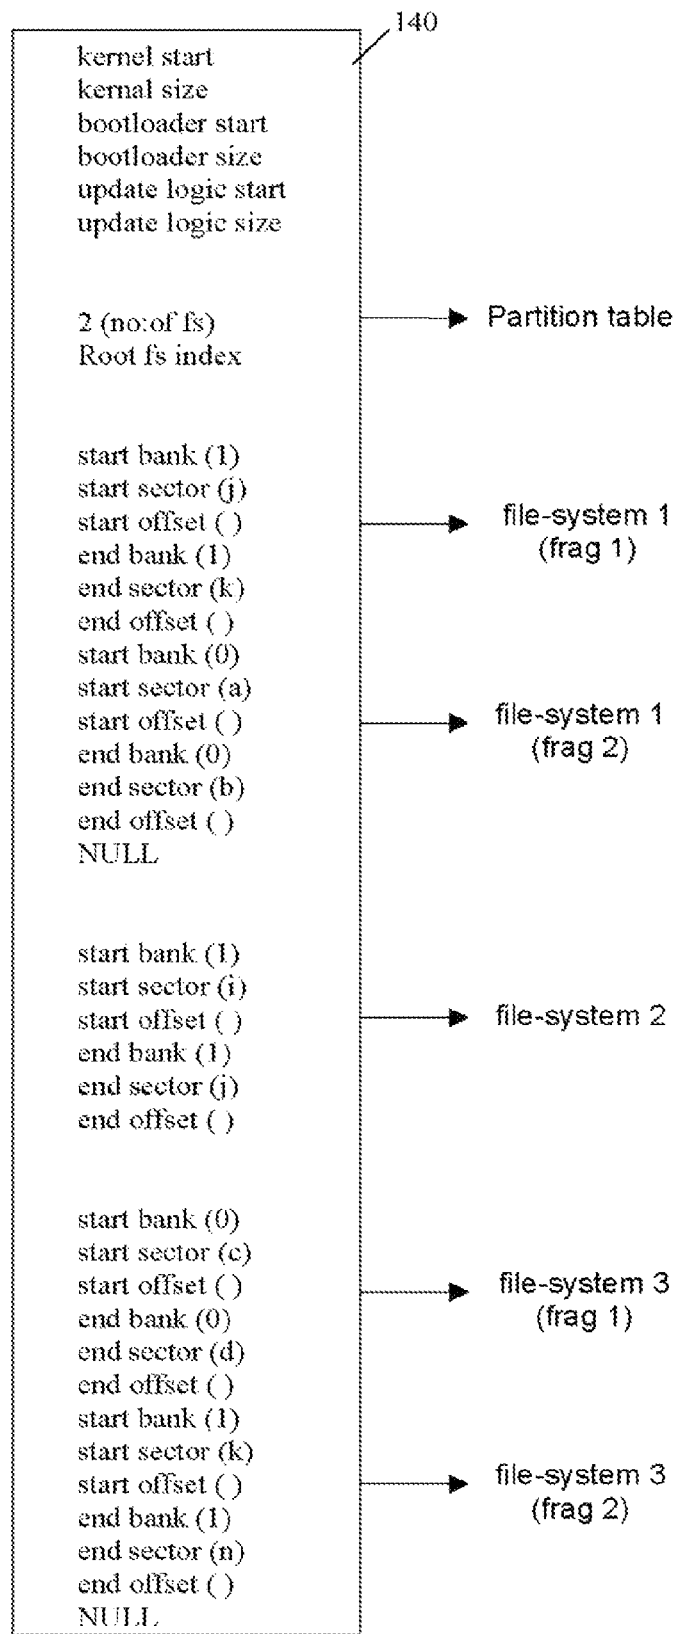 140
kernel start
kernal size
bootloader start
bootloader size
update logic start
update logic size
2 (no:of fs)
Root fs index
Partition table
start bank (1)
start sector (j)
start offset ( )
end bank (1)
end sector (k)
end offset ( )
file-system 1
(frag 1)
start bank (0)
start sector (a)
start offset ( )
end bank (0)
end sector (b)
end offset ( )
NULL
file-system 1
(frag 2)
start bank (1)
start sector (i)
start offset ( )
end bank (1)
end sector (j)
end offset ( )
file-system 2
start bank (0)
start sector (c)
start offset ( )
end bank (0)
end sector (d)
end offset ( )
file-system 3
(frag 1)
start bank (1)
start sector (k)
start offset ( )
end bank (1)
end sector (n)
end offset ( )
NULL
file-system 3
(frag 2)